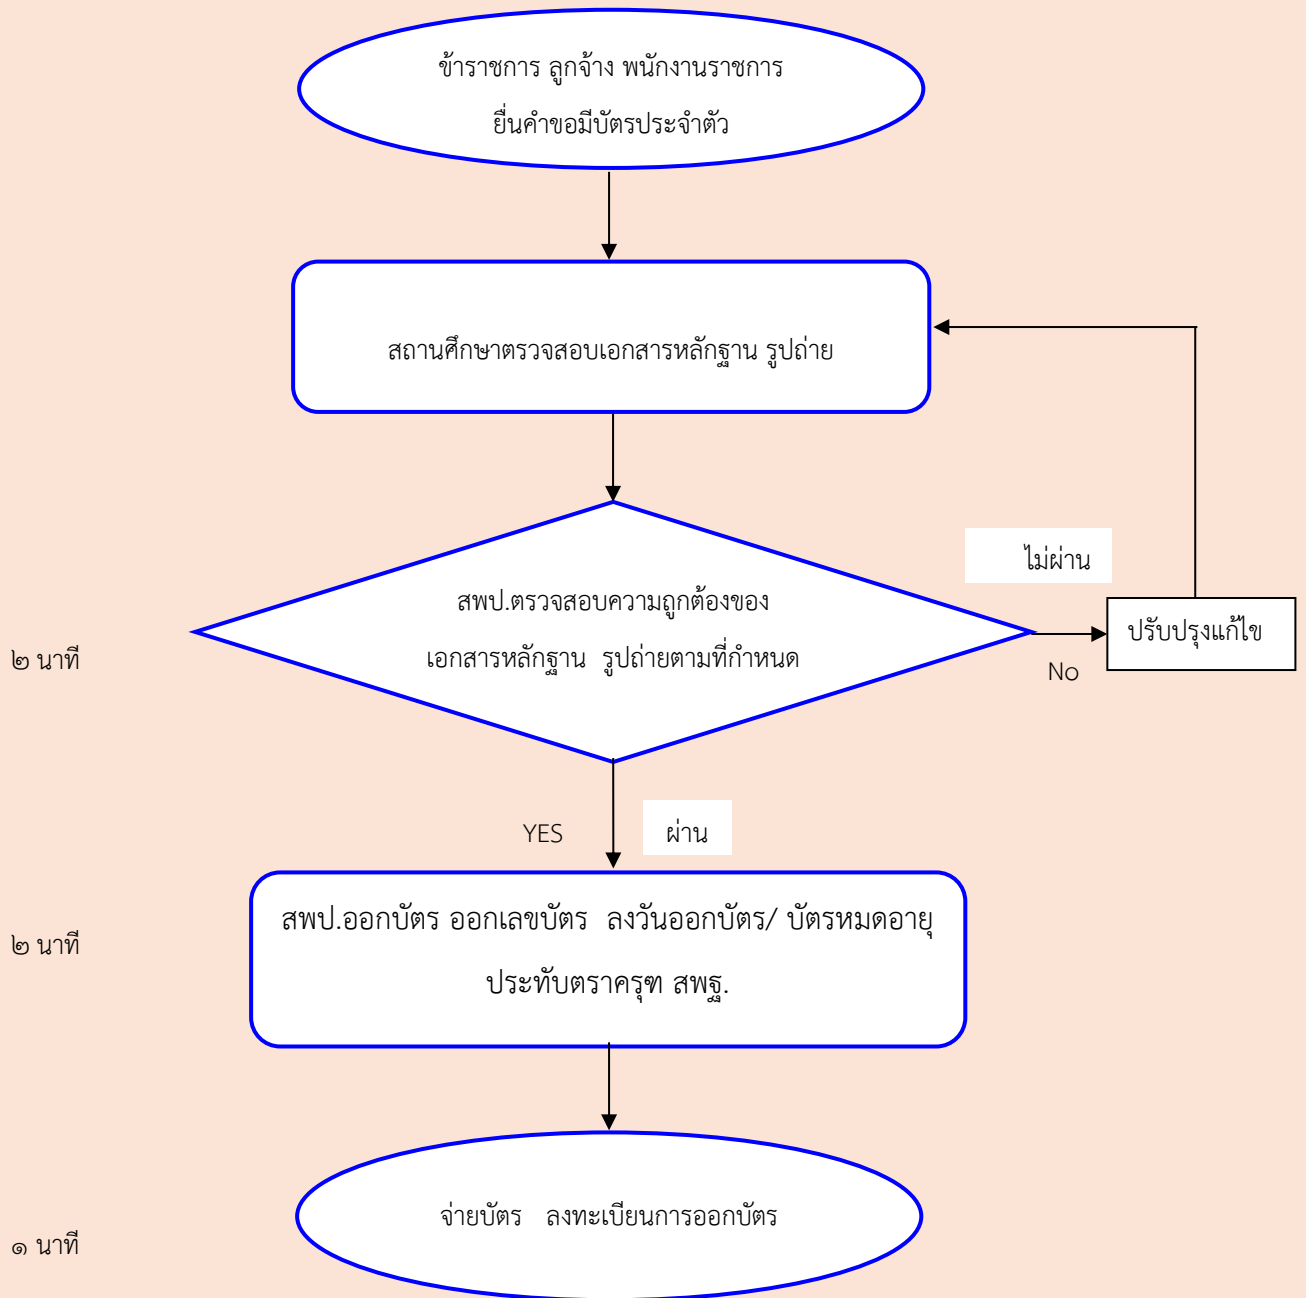 ข้าราชการ ลูกจ้าง พนักงานราชการ
ยื่นคำขอมีบัตรประจำตัว
สถานศึกษาตรวจสอบเอกสารหลักฐาน รูปถ่าย
ไม่ผ่าน
สพป.ตรวจสอบความถูกต้องของ
เอกสารหลักฐาน รูปถ่ายตามที่กำหนด
ปรับปรุงแก้ไข
๒ นาที
No
YES
ผ่าน
สพป.ออกบัตร ออกเลขบัตร ลงวันออกบัตร/ บัตรหมดอายุ
ประทับตราครุฑ สพฐ.
๒ นาที
จ่ายบัตร ลงทะเบียนการออกบัตร
๑ นาที